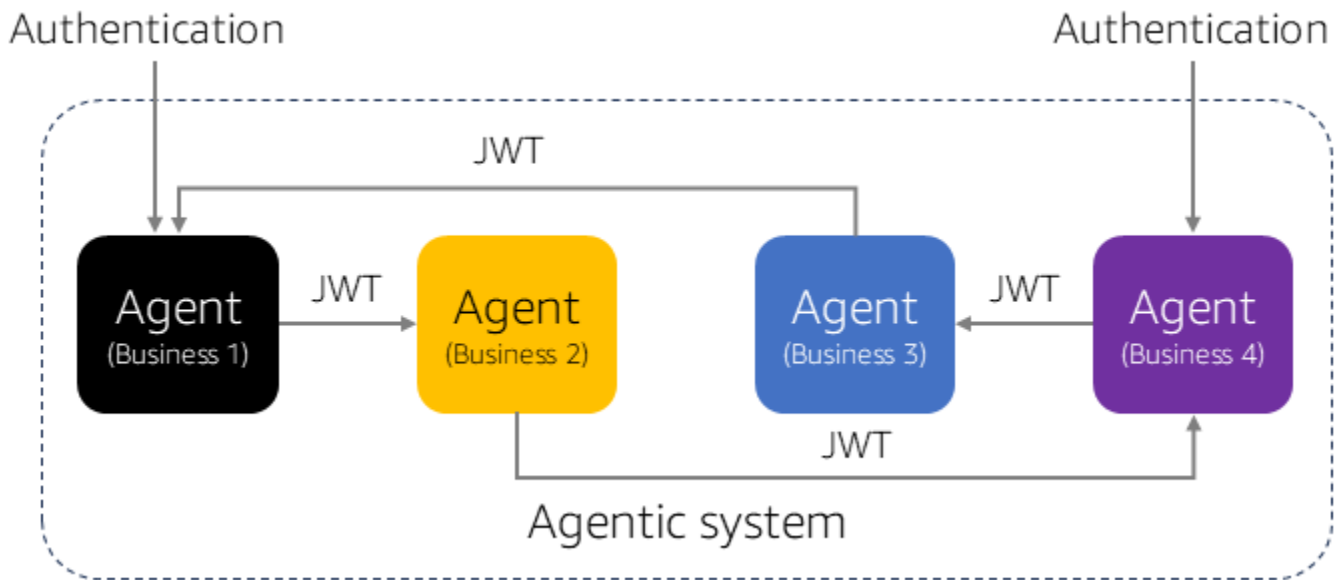 Authentication
Authentication
JWT
Agent
(Business 1)
JWT
Agent
(Business 2)
Agent
(Business 3)
JWT
Agent
(Business 4)
JWT
Agentic system